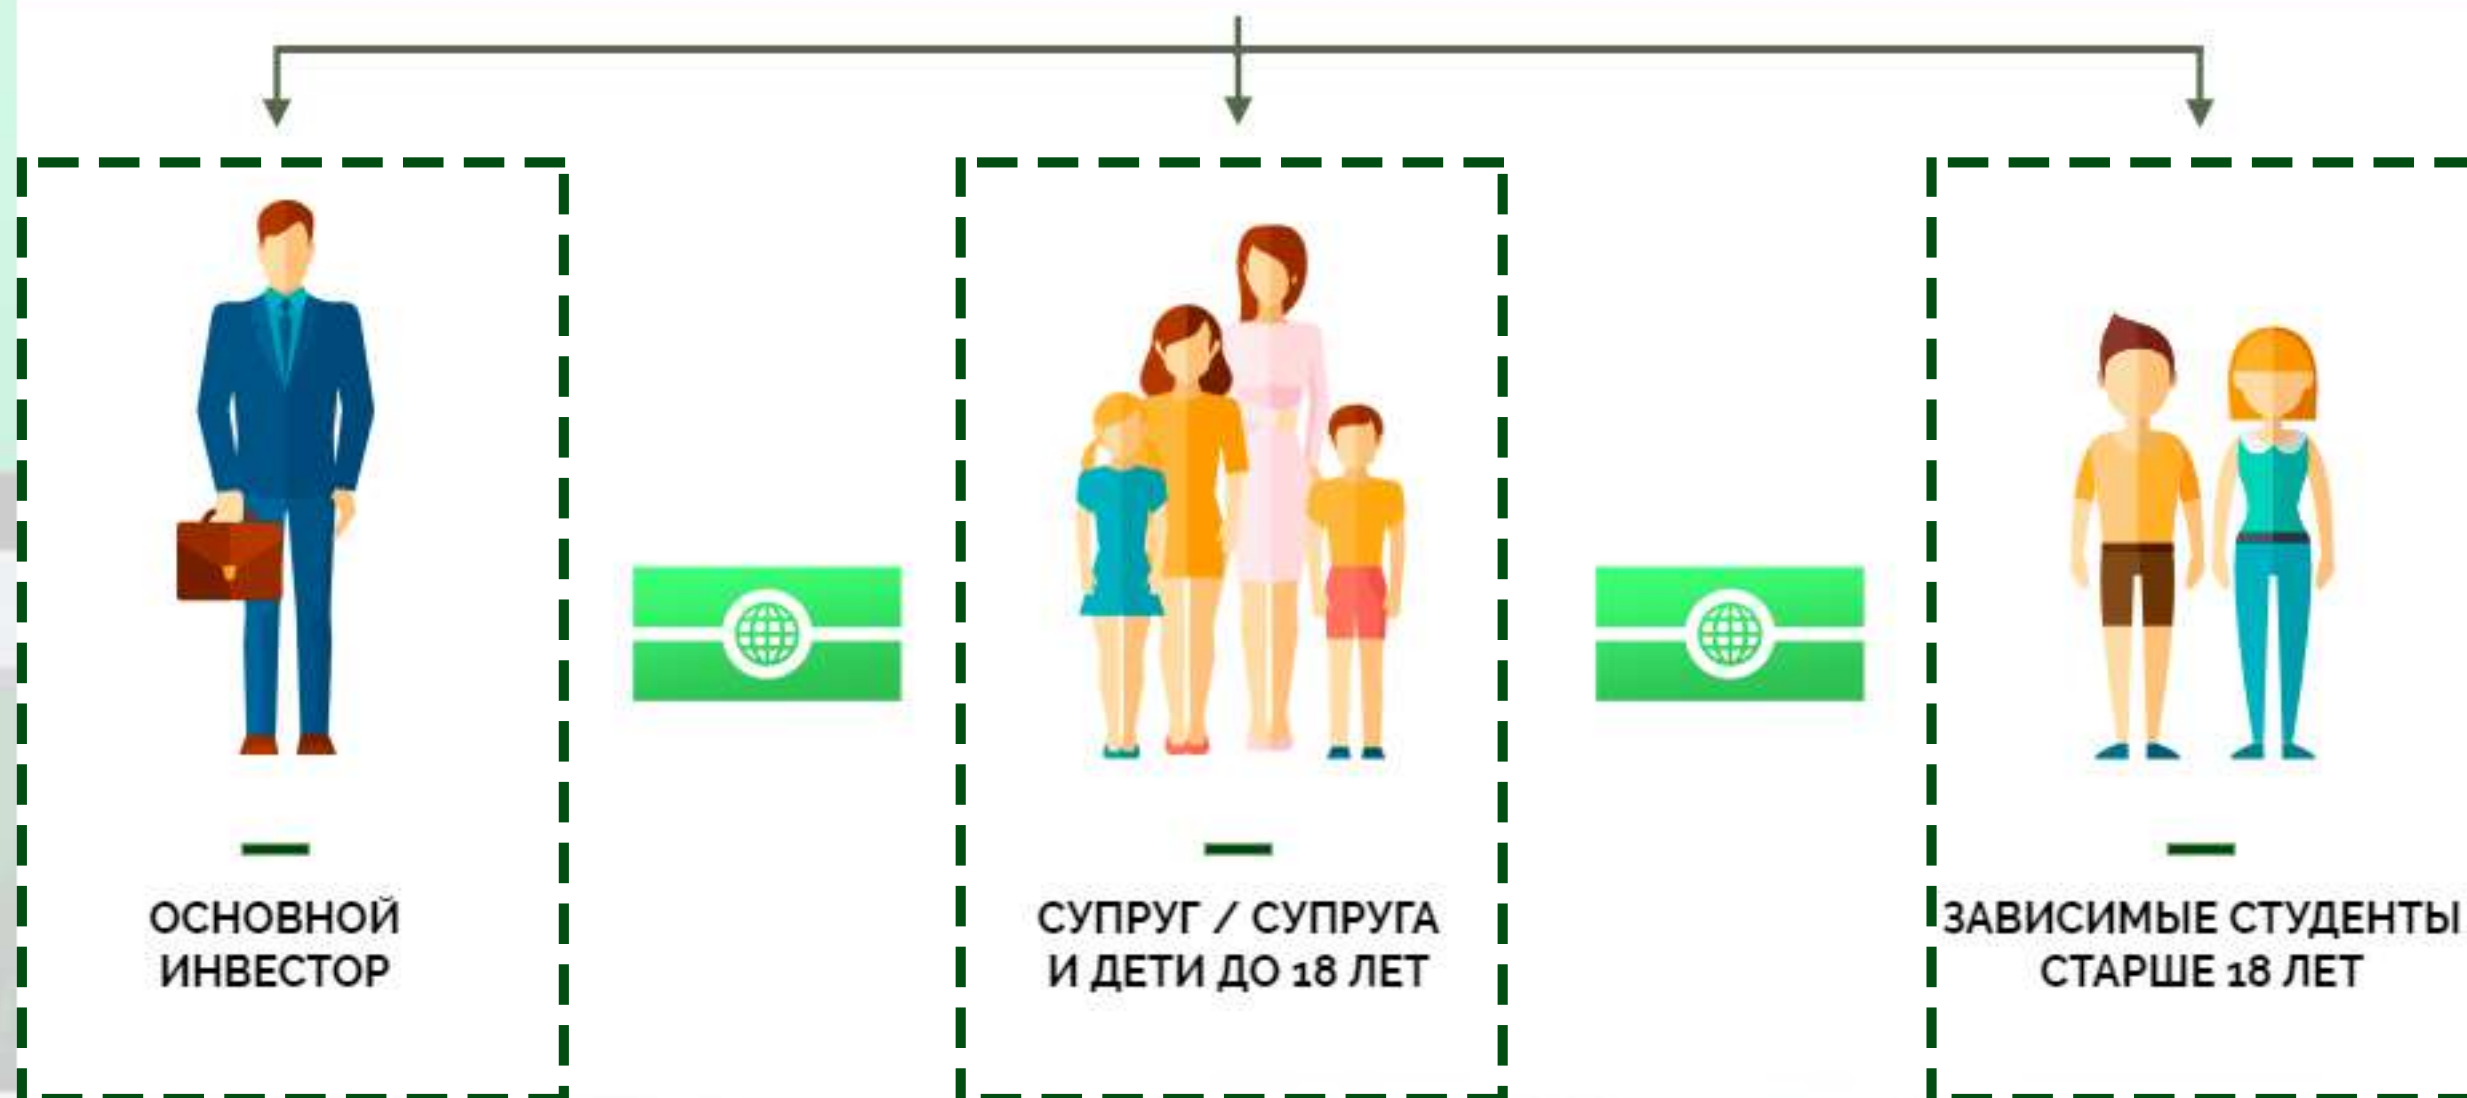 ОСНОВНОЙ
ИНВЕСТОР
СУПРУГ / СУПРУГА
И ДЕТИ ДО 18 ЛЕТ
ЗАВИСИМЫЕ СТУДЕНТЫ
СТАРШЕ 18 ЛЕТ